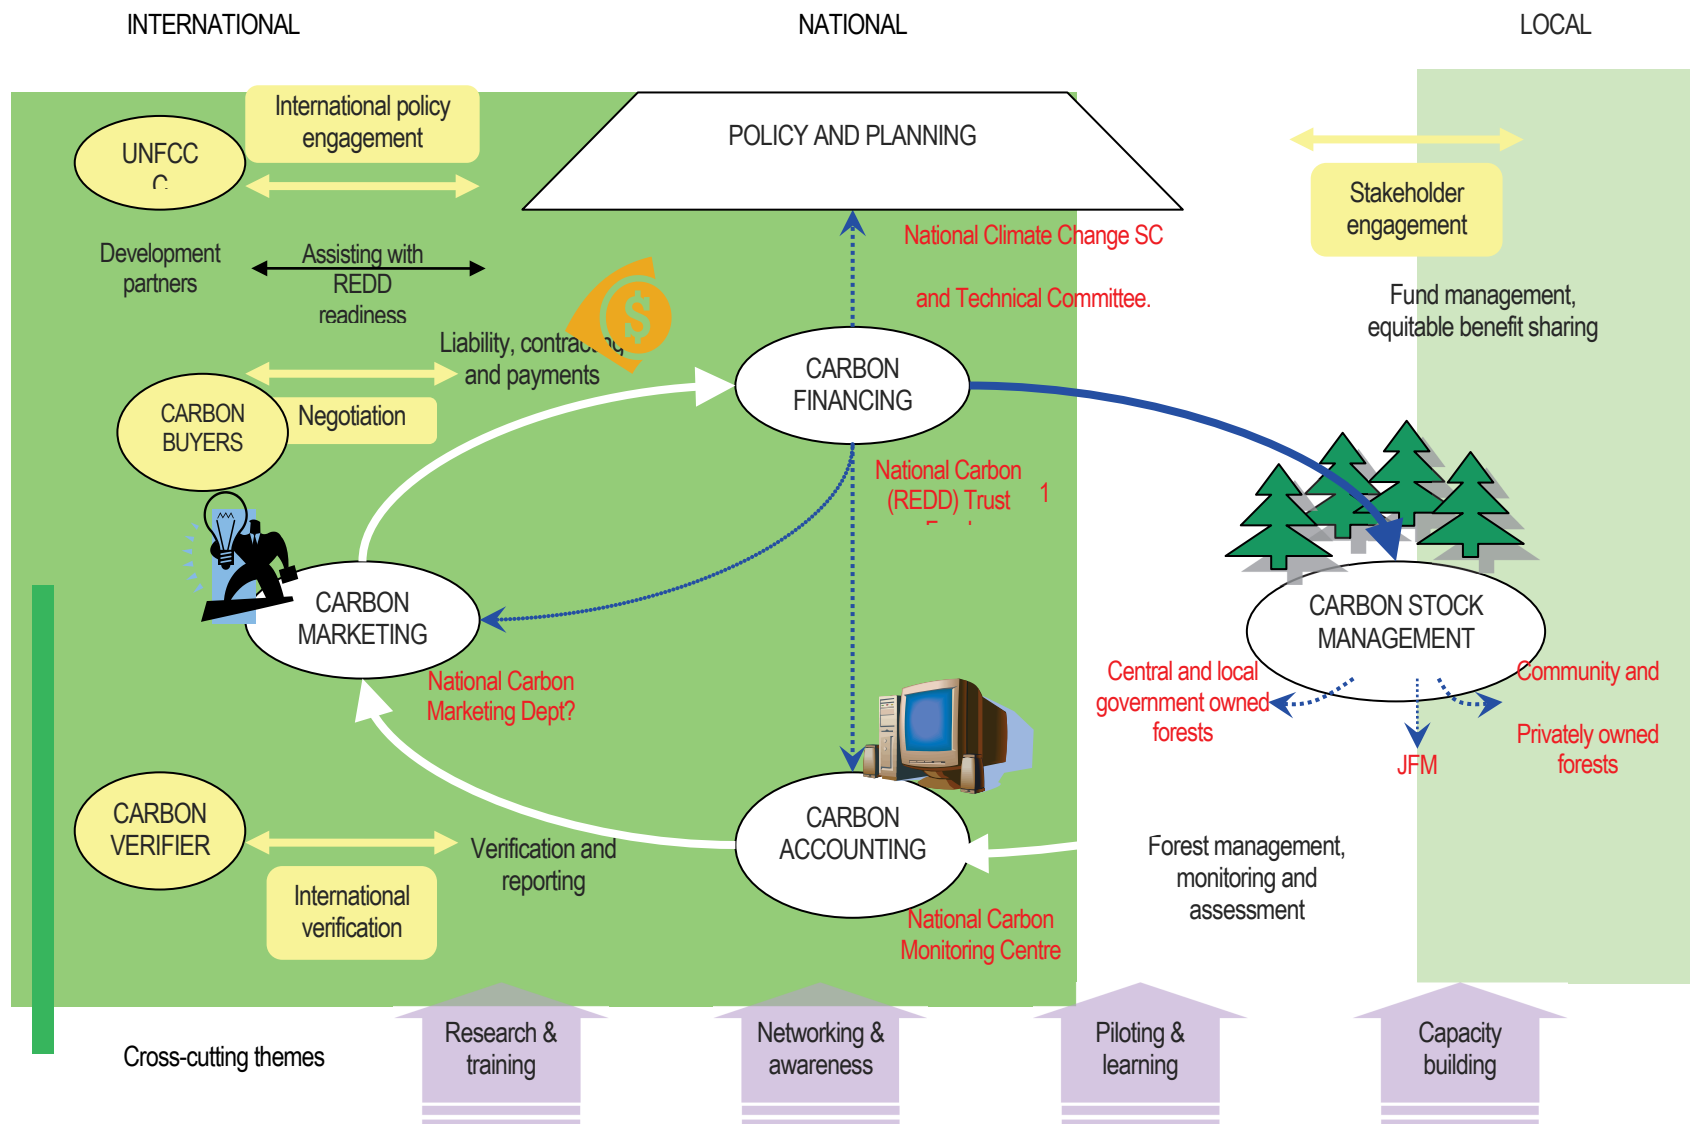 INTERNATIONAL
NATIONAL
LOCAL
International policy
engagement
UNFCC
C
POLICY AND PLANNING
Stakeholder
engagement
National Climate Change SC
and Technical Committee.
Development
partners
Assisting with
REDD
readiness
Fund management,
equitable benefit sharing
Liability, contracting
and payments
$
CARBON
FINANCING
CARBON
BUYERS
Negotiation
National Carbon
(REDD) Trust
1
CARBON
MARKETING
National Carbon
Marketing Dept?
CARBON STOCK
MANAGEMENT
Central and local
government owned
forests
JFM
Community and
Privately owned
forests
CARBON
VERIFIER
International
verification
Verification and
reporting
CARBON
ACCOUNTING
National Carbon
Monitoring Centre
Forest management,
monitoring and
assessment
Cross-cutting themes
Research &
training
Networking &
awareness
Piloting &
learning
Capacity
building